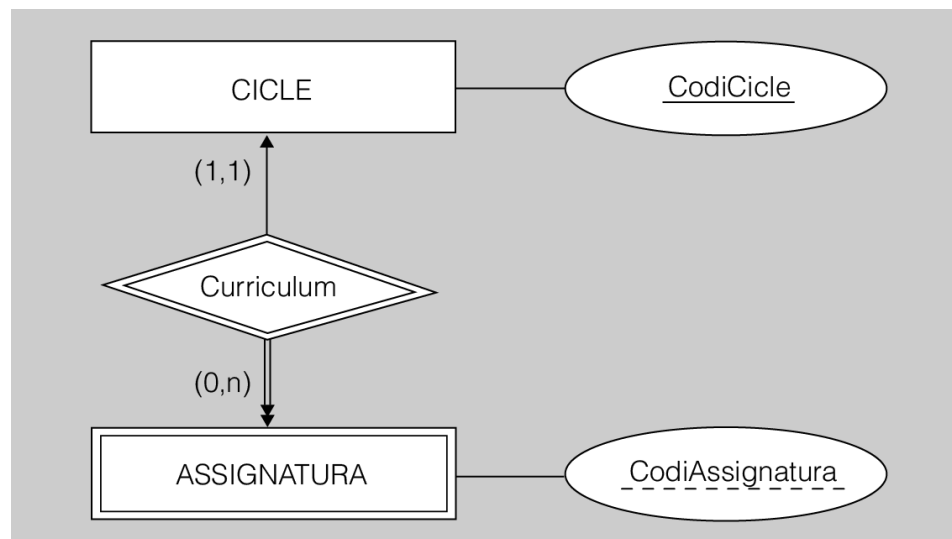 CICLE
CodiCicle
(1,1)
Curriculum
(0,n)
ASSIGNATURA
CodiAssignatura